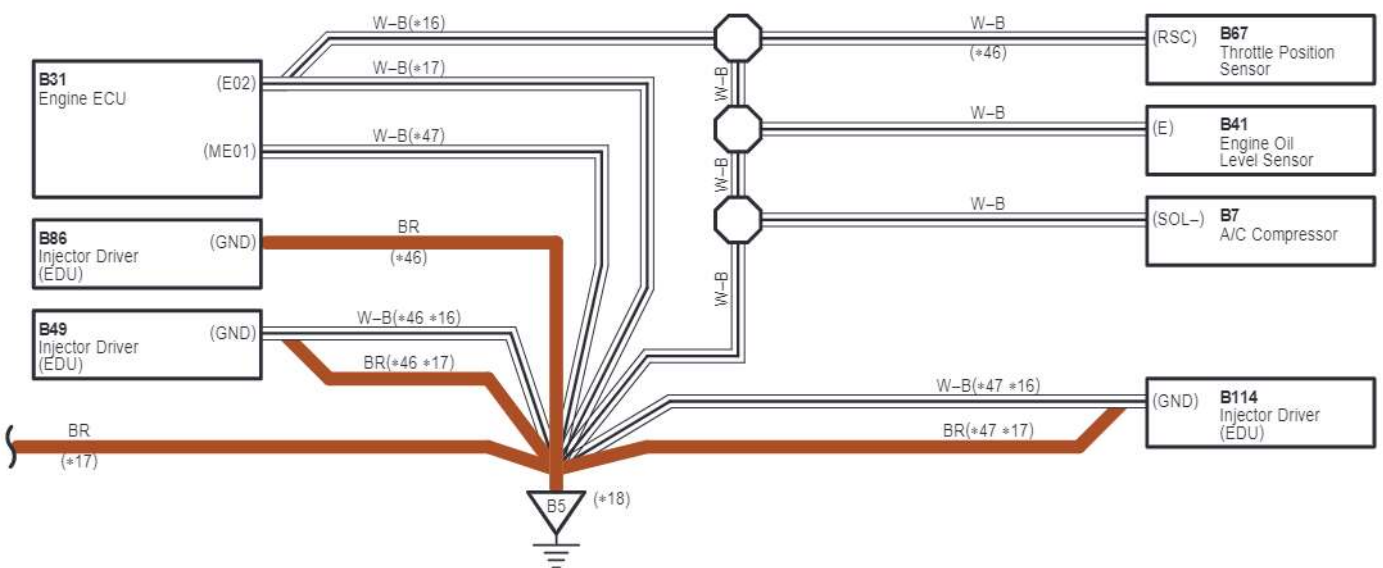 W–B(*16)
W–B
(*46)
(RSC)
B67
Throttle Position
Sensor
B31
Engine ECU
(E02)
W–B(*17)
W–B
W–B(*47)
(ME01)
W–B
(E)
B41
Engine Oil
Level Sensor
W–B
B86
Injector Driver
(EDU)
(GND)
BR
(*46)
W–B
(SOL–)
B7
A/C Compressor
W–B
B49
Injector Driver
(EDU)
(GND)
W–B(*46 *16)
BR(*46 *17)
W–B(*47 *16)
(GND)
B114
Injector Driver
(EDU)
BR(*47 *17)
BR
(*17)
B5
(*18)